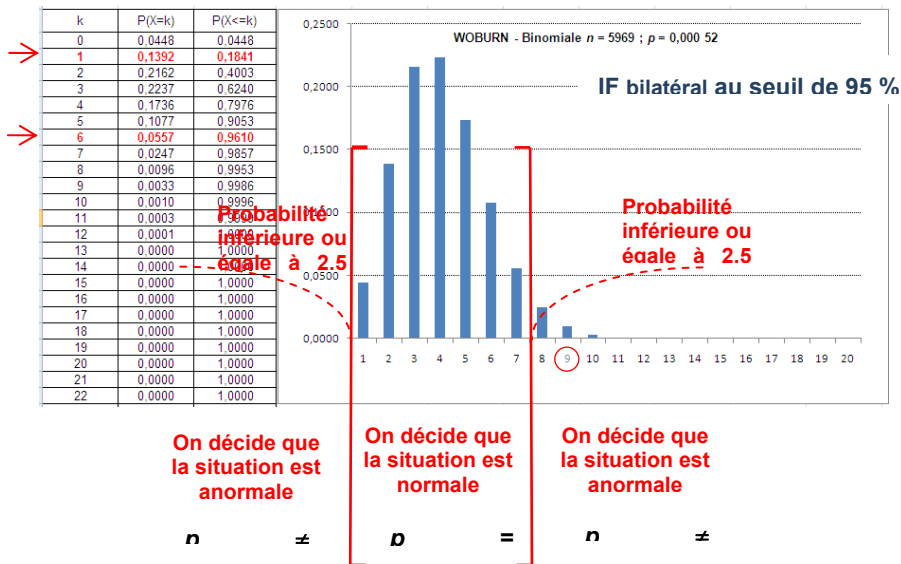 k P(X=k) P(X<=k)
0 0,0448 0,0448
1 0,1392 0,1841
2 0,2162 0,4003
3 0,2237 0,6240
4 0,1736 0,7976
5 0,1077 0,9053
6 0,0557 0,9610
7 0,0247 0,9857
8 0,0096 0,9953
9 0,0033 0,9986
10 0,0010 0,9996
11 0,0003
12 0,0001
13 0,0000 1,0000
14 0,0000
15 0,0000 1,0000
16 0,0000 1,0000
17 0,0000 1,0000
18 0,0000 1,0000
19 0,0000 1,0000
20 0,0000 1,0000
21 0,0000 1,0000
22 0,0000 1,0000
WOBURN - Binomiale n = 5969 ; p = 0,000 52
IF bilatéral au seuil de 95 %
0,2500
0,2000
0,1500
0,0500
0,0000
Probabilité
inférieure ou
égale à 2.5
Probabilité
inférieure ou
égale à 2.5
1 2 3 4 5 6 7 8 9 10 11 12 13 14 15 16 17 18 19 20
On décide que
la situation est
anormale
p ≠
On décide que
la situation est
normale
p =
On décide que
la situation est
anormale
p ≠